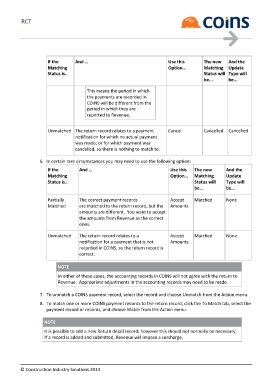 RCT
coins
If the Matching Status is..
And …
Use this Option…
The new Matching Status will be…
And the Update Type will be…
This means the period in which
the payments are recorded in
COINS will be different from the
period in which they are
reported to Revenue.
Unmatched
The return record relates to a payment
notification for which no actual payment
was made, or for which payment was
cancelled, so there is nothing to match to.
Cancel
Cancelled
Cancelled
6. In certain rare circumstances you may need to use the following option:
If the Matching Status is..
And …
Use this Option…
The new Matching Status will be…
And the Update Type will be…
Partially Matched
The correct payment records
are matched to the return record, but the
amounts are different. You want to accept
the amounts from Revenue as the correct
ones.
Accept Amounts
Matched
None
Unmatched
The return record relates to a
notification for a payment that is not
recorded in COINS, so the return record is
correct.
Accept Amounts
Matched
None
NOTE
In either of these cases, the accounting records in COINS will not agree with the return to
Revenue. Appropriate adjustments in the accounting records may need to be made.
7. To unmatch a COINS payment record, select the record and choose Unmatch from the Action menu.
8. To match one or more COINS payment records to the return record, click the To Match tab, select the
payment record or records, and choose Match from the Action menu.
NOTE
It is possible to add a new Return detail record; however this should not normally be necessary.
If a record is added and submitted, Revenue will impose a surcharge.
© Construction Industry Solutions 2013